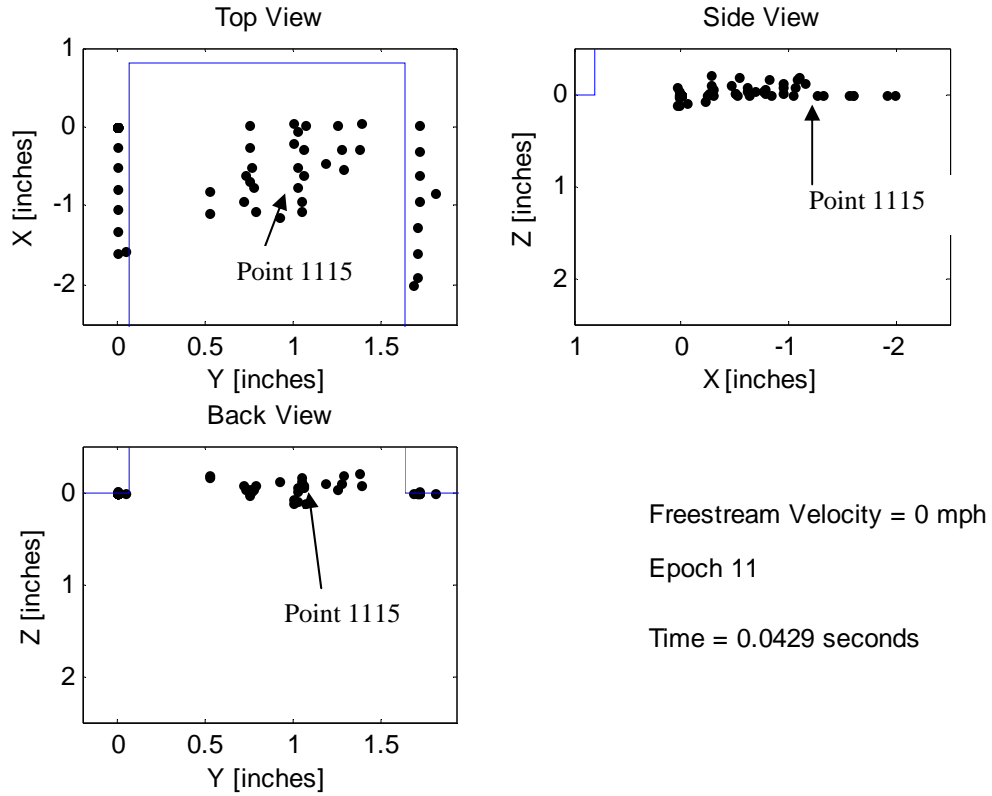 Top View
1
0
-1
-2
X [inches]
Point 1115
0
0.5
1
1.5
Y [inches]
Side View
0
1
2
Z [inches]
Point 1115
1
0
-1
-2
X [inches]
Back View
0
1
2
Z [inches]
Point 1115
0
0.5
1
1.5
Y [inches]
Freestream Velocity = 0 mph
Epoch 11
Time = 0.0429 seconds